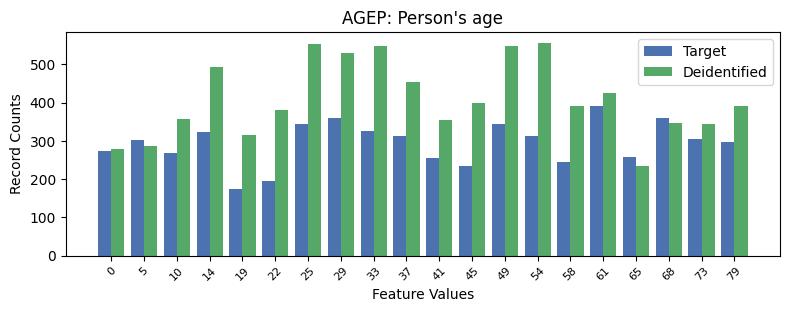 AGEP: Person's age
Target
Deidentified
Record Counts
500
400
300
200
100
0
0 5 10 14 19 22 25 29 33 37 41 45 49 54 58 61 65 68 73 79
Feature Values